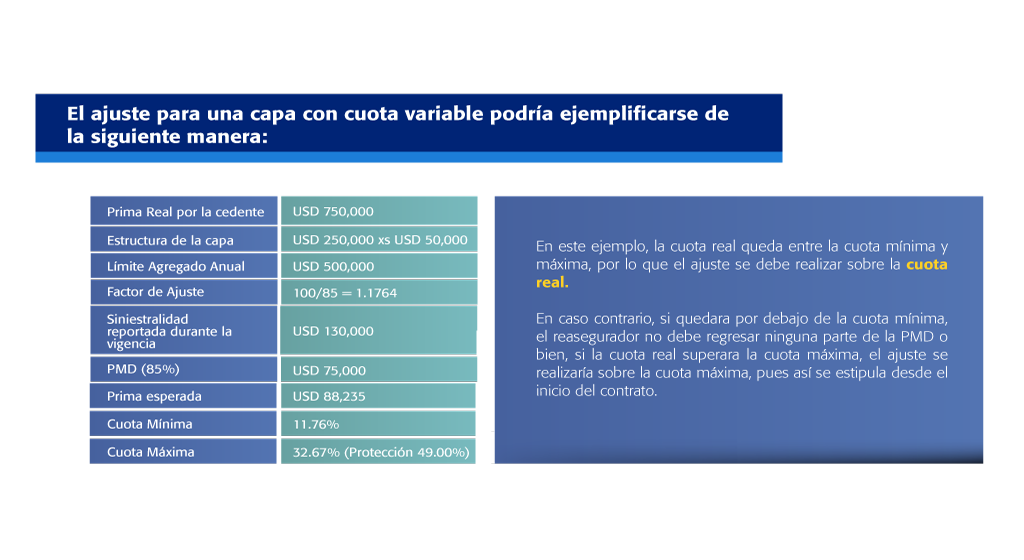 El ajuste para una capa con cuota variable podría ejemplificarse de
la siguiente manera:
Prima Real por la cedente USD 750,000
Estructura de la capa USD 250,000 xs USD 50,000
Límite Agregado Anual USD 500,000
Factor de Ajuste 100/85 = 1.1764
Siniestralidad
reportada durante la
vigencia
USD 130,000
PMD (85%) USD 75,000
Prima esperada USD 88,235
Cuota Mínima 11.76%
Cuota Máxima 32.67% (Protección 49.00%)
En este ejemplo, la cuota real queda entre la cuota mínima y
máxima, por lo que el ajuste se debe realizar sobre la cuota
real.
En caso contrario, si quedara por debajo de la cuota mínima,
el reasegurador no debe regresar ninguna parte de la PMD o
bien, si la cuota real superara la cuota máxima, el ajuste se
realizaría sobre la cuota máxima, pues así se estipula desde el
inicio del contrato.